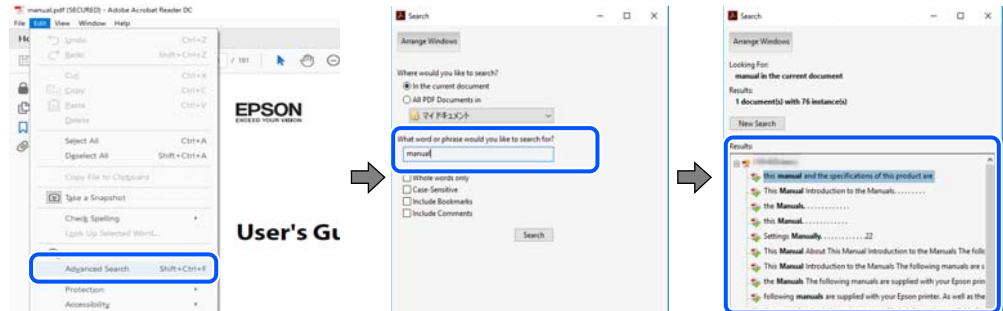 manual.pdf (SECURED) - Adobe Acrobat Reader DC
File Edit View Window Help
Undo Ctrl+Z
Redo Shift+Ctrl+Z
Cut Ctrl+X
Copy Ctrl+C
Paste Ctrl+V
Delete
Select All Ctrl+A
Deselect All Shift+Ctrl+A
Copy File to Clipboard
Take a Snapshot
Check Spelling
Look Up Selected Word...
Advanced Search Shift+Ctrl+F
Protection
Accessibility
/ 181
EPSON
EXCEED YOUR VISION
User's Gu
Search
Arrange Windows
Where would you like to search?
In the current document
All PDF Documents in
マイ ドキュメント
What word or phrase would you like to search for?
manual
Whole words only
Case-Sensitive
Include Bookmarks
Include Comments
Search
Search
Arrange Windows
Looking For:
manual in the current document
Results:
1 document(s) with 76 instance(s)
New Search
Results:
this manual and the specifications of this product are
This Manual Introduction to the Manuals. . . . . . . . .
the Manuals. . . . . . . . . . . . .
this Manual. . . . . . . . . . . . .
Settings Manually. . . . . . . . . . . . .22
This Manual About This Manual Introduction to the Manuals The follo
This Manual Introduction to the Manuals The following manuals are s
the Manuals The following manuals are supplied with your Epson prin
following manuals are supplied with your Epson printer. As well as the